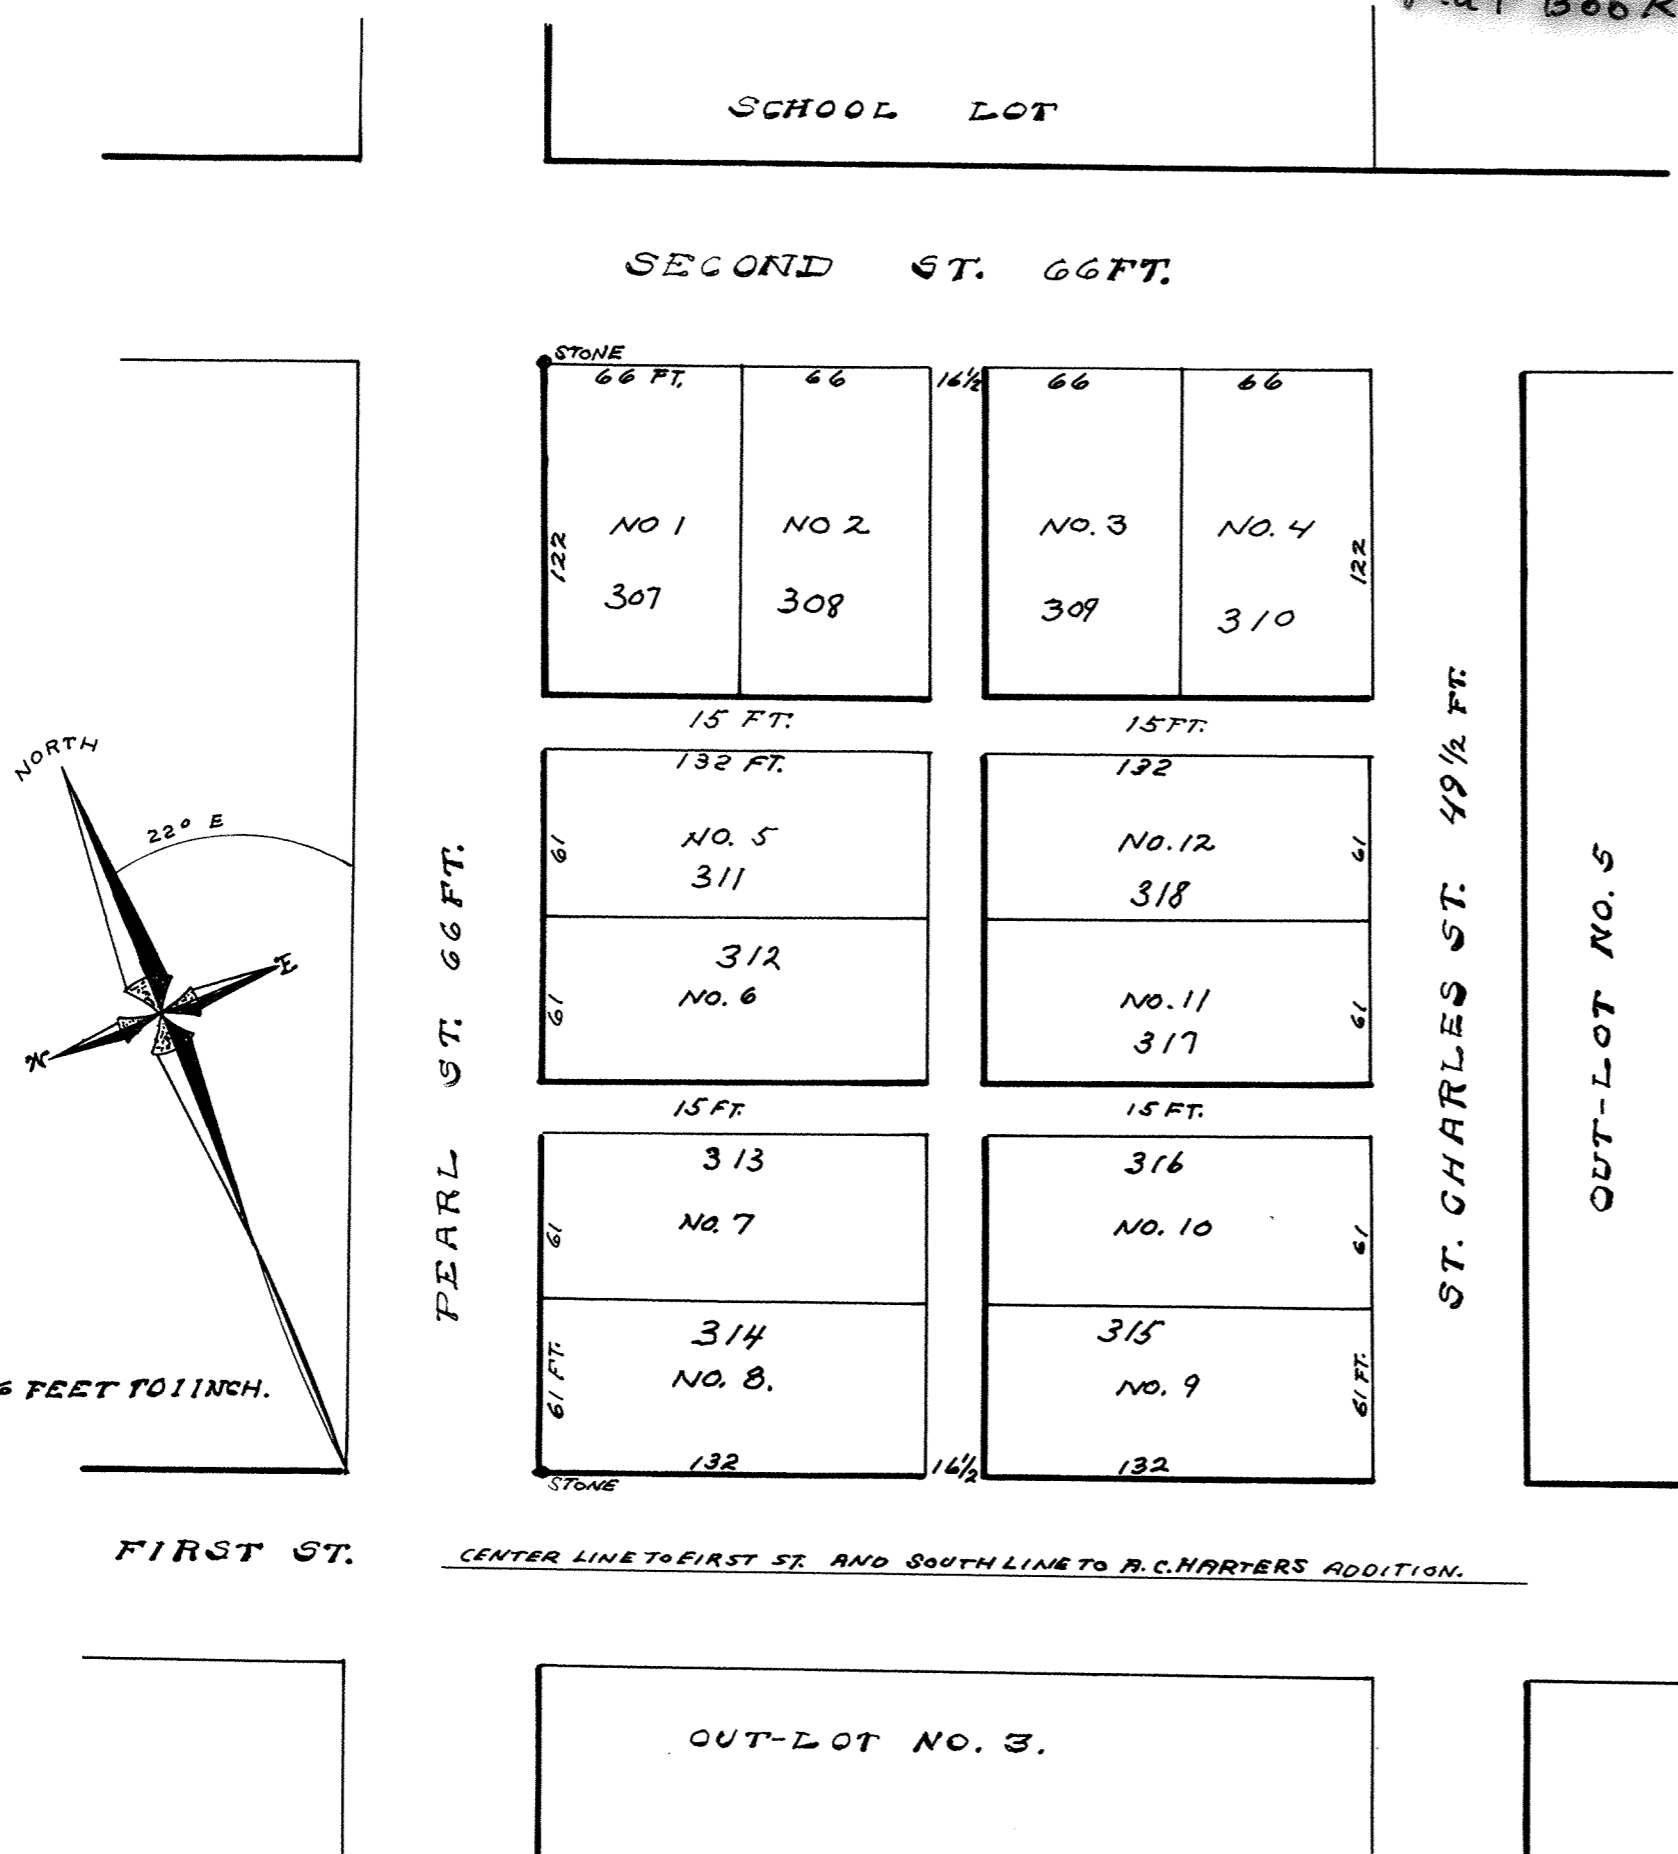 BOOK
SCHOOL LOT
SECOND ST. 66FT.
STONE
66 FT. 66 16½ 66 66
NO 1 NO 2 NO. 3 NO. 4
122 122
307 308 309 310
15 FT. 15FT.
132 FT. 132
NO. 5 NO. 12
61 61
311 318
312
NO. 6 NO. 11
61 61
317
15 FT. 15 FT.
313 316
NO. 7 NO. 10
61 61
314 315
NO. 8. NO. 9
61 FT. 61 FT.
132 16½ 132
STONE
NORTH
22° E
E
PEARL ST. 66FT.
ST. CHARLES ST. 49½ FT.
OUT-LOT NO. 5
FEET TO 1 INCH.
FIRST ST.
CENTER LINE TO FIRST ST. AND SOUTH LINE TO A.C.HARTERS ADDITION.
OUT-LOT NO. 3.